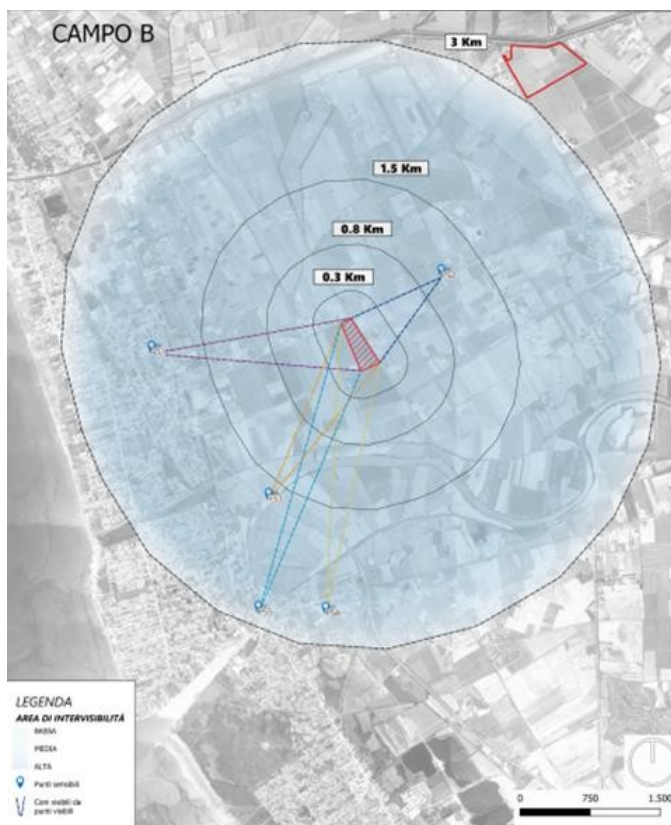 CAMPO B
3 Km
1.5 Km
0.8 Km
0.3 Km
LEGENDA
AREA DI INTERVISIBILITÀ
BASSA
MEDIA
ALTA
Punti sensibili
Coni visibili da
punti visibili
0 750 1.500